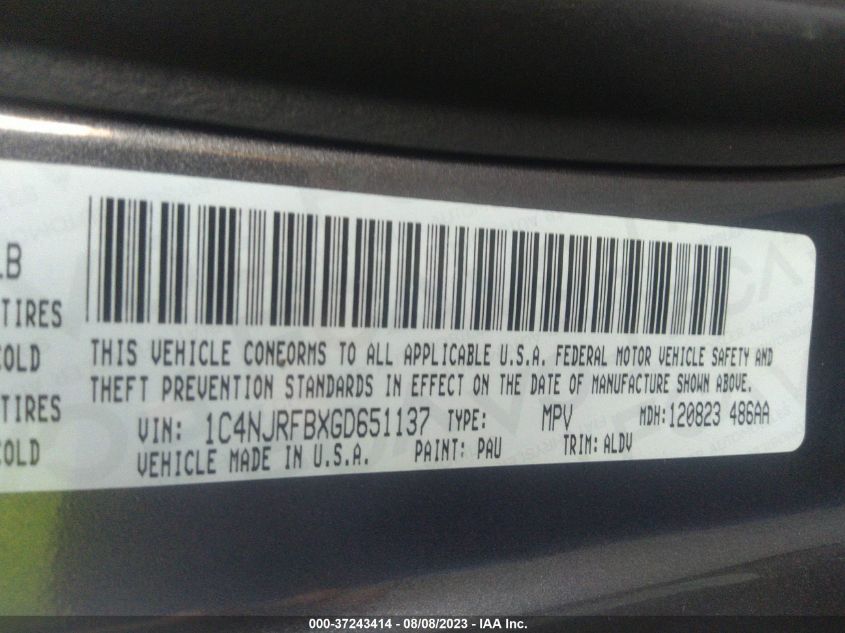 LB
TIRES
COLD
TIRES
COLD
THIS VEHICLE CONFORMS TO ALL APPLICABLE U.S.A. FEDERAL MOTOR VEHICLE SAFETY AND
THEFT PREVENTION STANDARDS IN EFFECT ON THE DATE OF MANUFACTURE SHOWN ABOVE.
VIN: 1C4NJRFBXGD651137 TYPE: MPV MDH:120823 486AA
VEHICLE MADE IN U.S.A. PAINT: PAU TRIM: ALDV
000-37243414 - 08/08/2023 - IAA Inc.